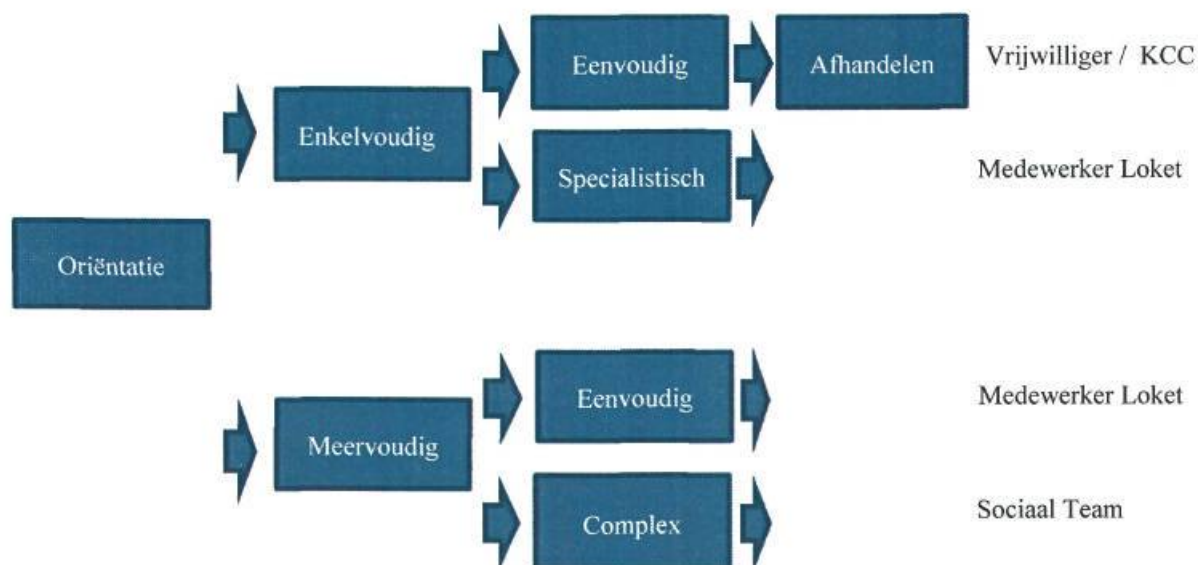 Oriëntatie
Enkelvoudig
Eenvoudig
Afhandelen
Vrijwilliger / KCC
Specialistisch
Medewerker Loket
Meervoudig
Eenvoudig
Medewerker Loket
Complex
Sociaal Team